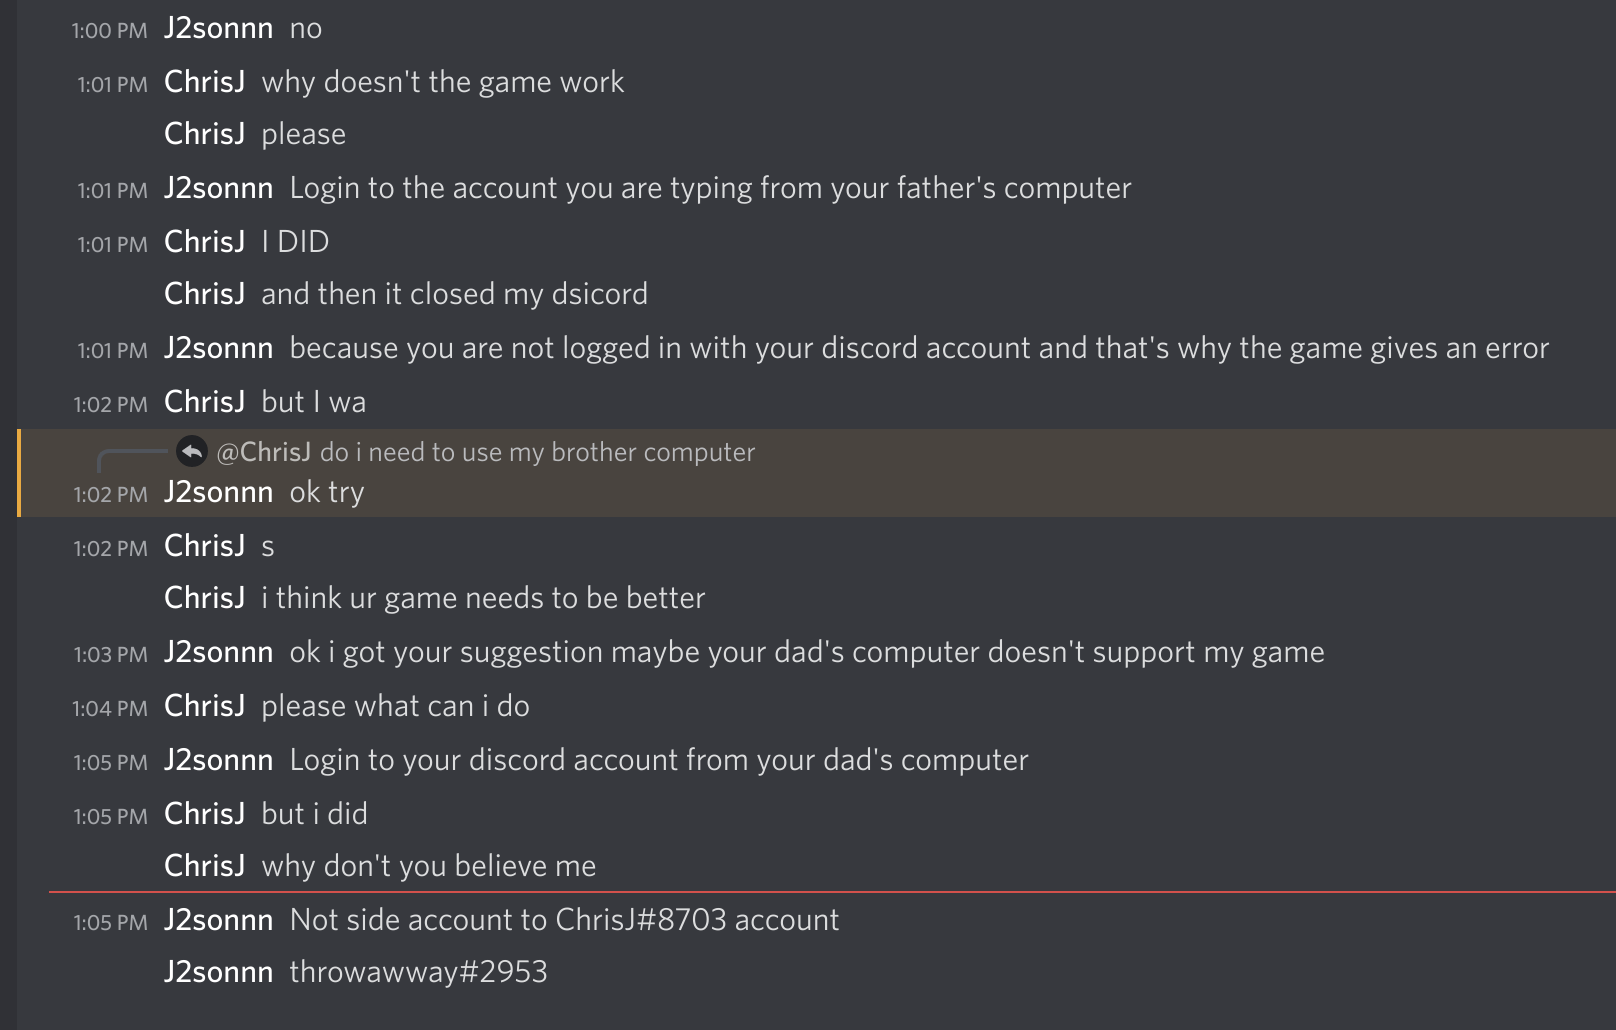 1:00 PM J2sonnn no
1:01 PM ChrisJ why doesn't the game work
ChrisJ please
1:01 PM J2sonnn Login to the account you are typing from your father's computer
1:01 PM ChrisJ I DID
ChrisJ and then it closed my dsicord
1:01 PM J2sonnn because you are not logged in with your discord account and that's why the game gives an error
1:02 PM ChrisJ but I wa
@ChrisJ do i need to use my brother computer
1:02 PM J2sonnn ok try
1:02 PM ChrisJ s
ChrisJ i think ur game needs to be better
1:03 PM J2sonnn ok i got your suggestion maybe your dad's computer doesn't support my game
1:04 PM ChrisJ please what can i do
1:05 PM J2sonnn Login to your discord account from your dad's computer
1:05 PM ChrisJ but i did
ChrisJ why don't you believe me
1:05 PM J2sonnn Not side account to ChrisJ#8703 account
J2sonnn throwawway#2953